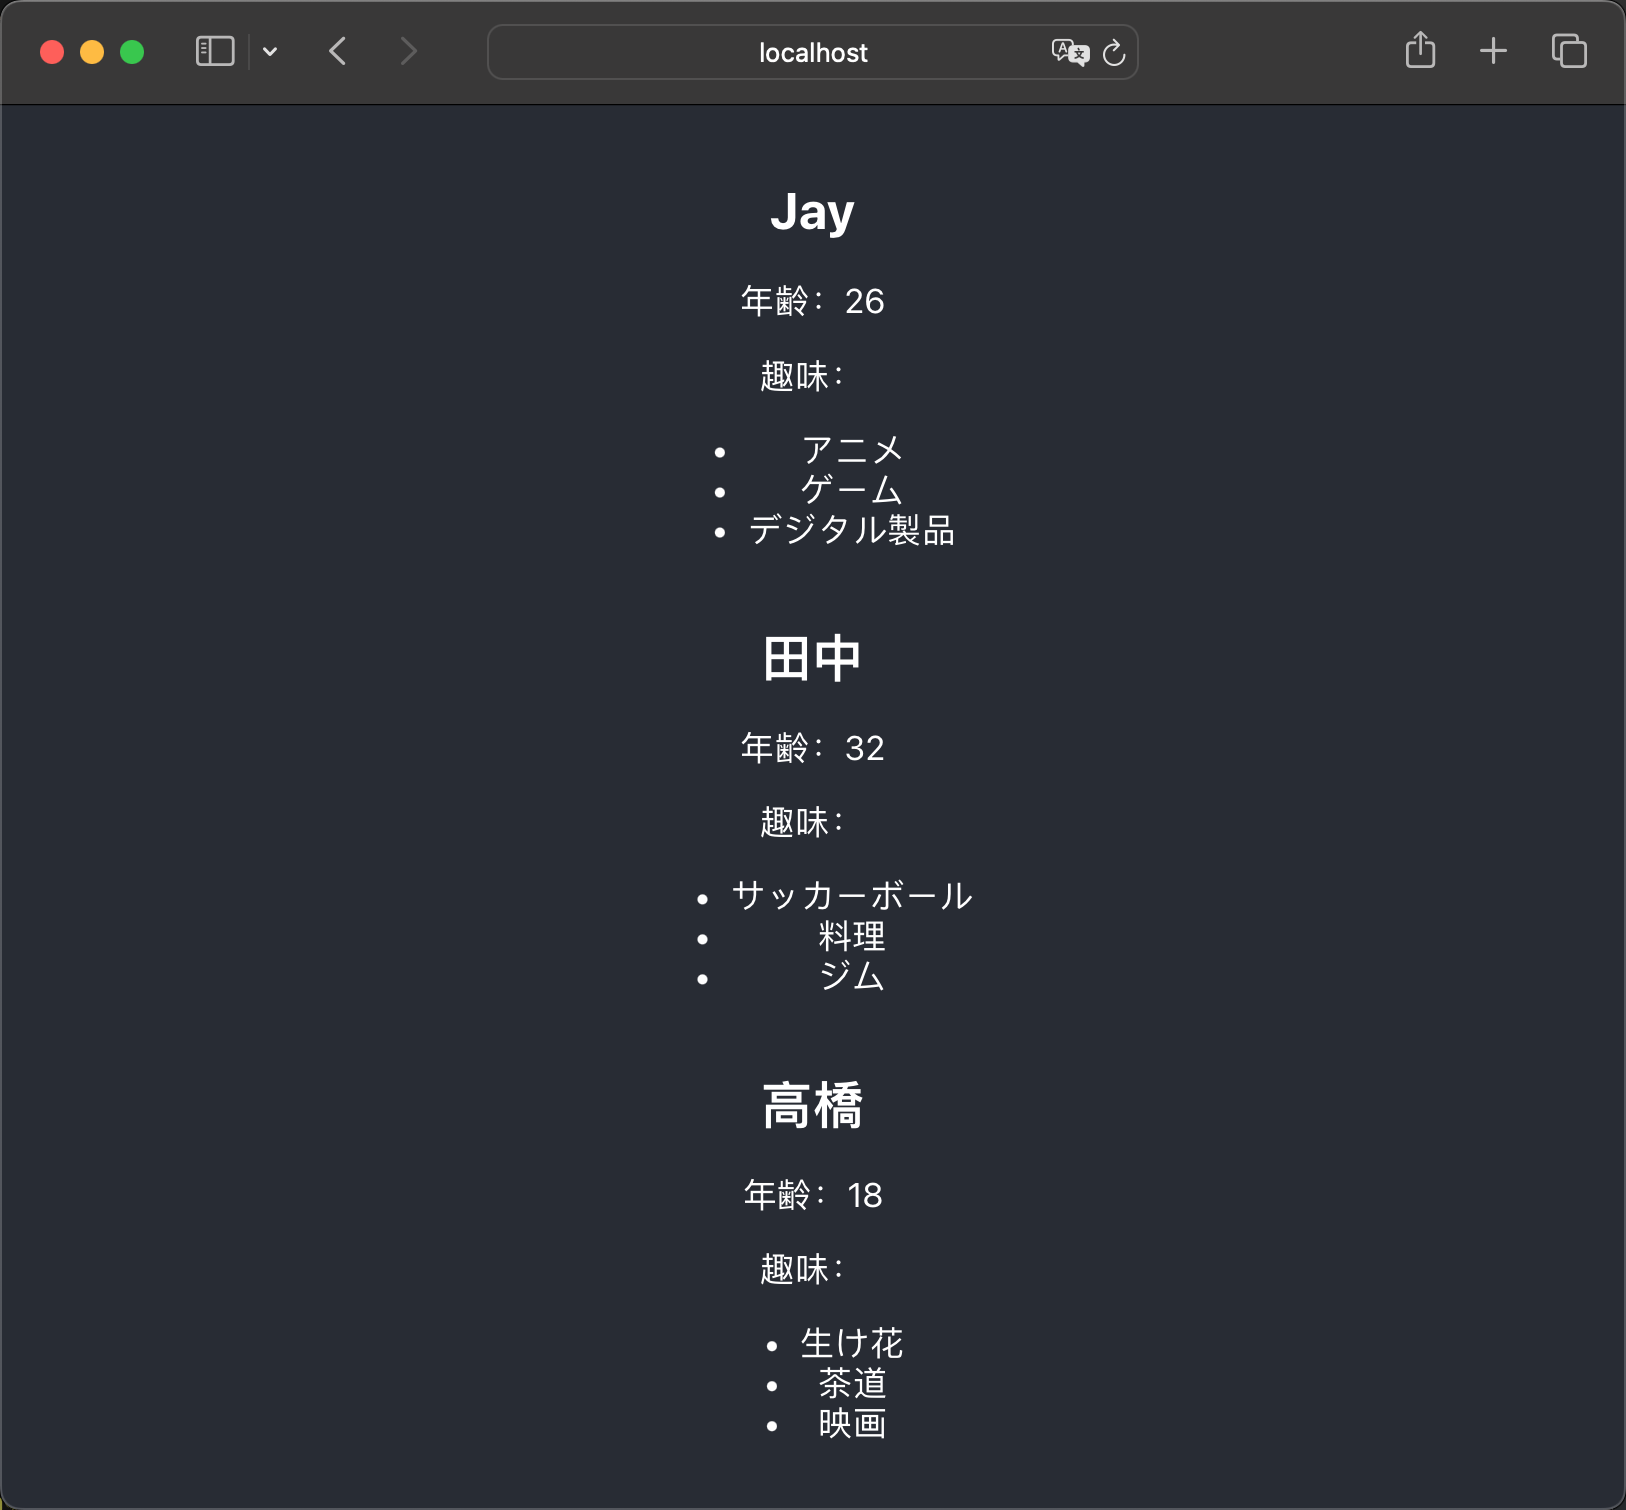 localhost
Jay
年齢：26
趣味：
• アニメ
• ゲーム
• デジタル製品
田中
年齢：32
趣味：
• サッカーボール
• 料理
• ジム
高橋
年齢：18
趣味：
• 生け花
• 茶道
• 映画